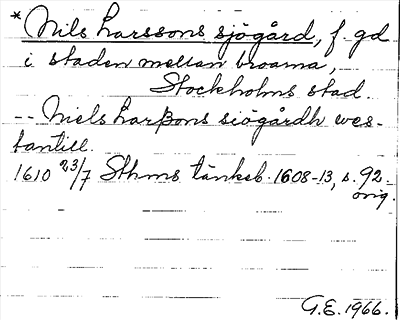 *Nils Larssons sjögård, f. gd
i staden mellan broarna,
Stockholms stad.
-- Niels Larßons siögårdh wes-
tantill.
1610 23/7 Sthms tänkeb. 1608-13, s. 92.
orig.
G.E. 1966.